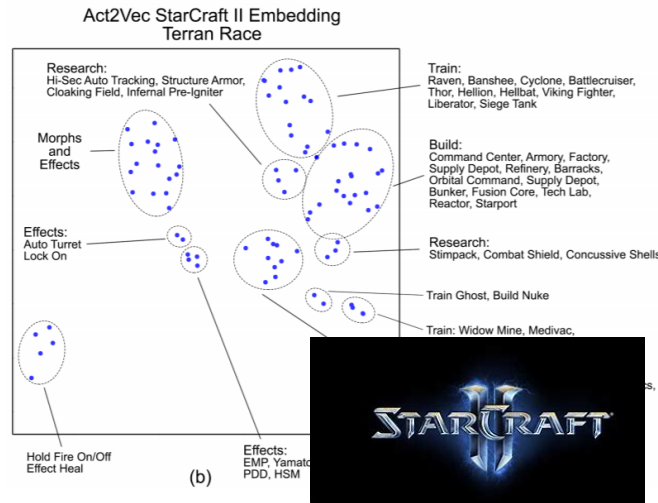 Act2Vec StarCraft II Embedding
Terran Race
Research:
Hi-Sec Auto Tracking, Structure Armor,
Cloaking Field, Infernal Pre-Igniter
Train:
Raven, Banshee, Cyclone, Battlecruiser,
Thor, Hellion, Hellbat, Viking Fighter,
Liberator, Siege Tank
Morphs
and
Effects
Build:
Command Center, Armory, Factory,
Supply Depot, Refinery, Barracks,
Orbital Command, Supply Depot,
Bunker, Fusion Core, Tech Lab,
Reactor, Starport
Effects:
Auto Turret
Lock On
Research:
Stimpack, Combat Shield, Concussive Shells
Train Ghost, Build Nuke
Train: Widow Mine, Medivac,
Hold Fire On/Off
Effect Heal
(b)
Effects:
EMP, Yamato
PDD, HSM
STARCRAFT
II